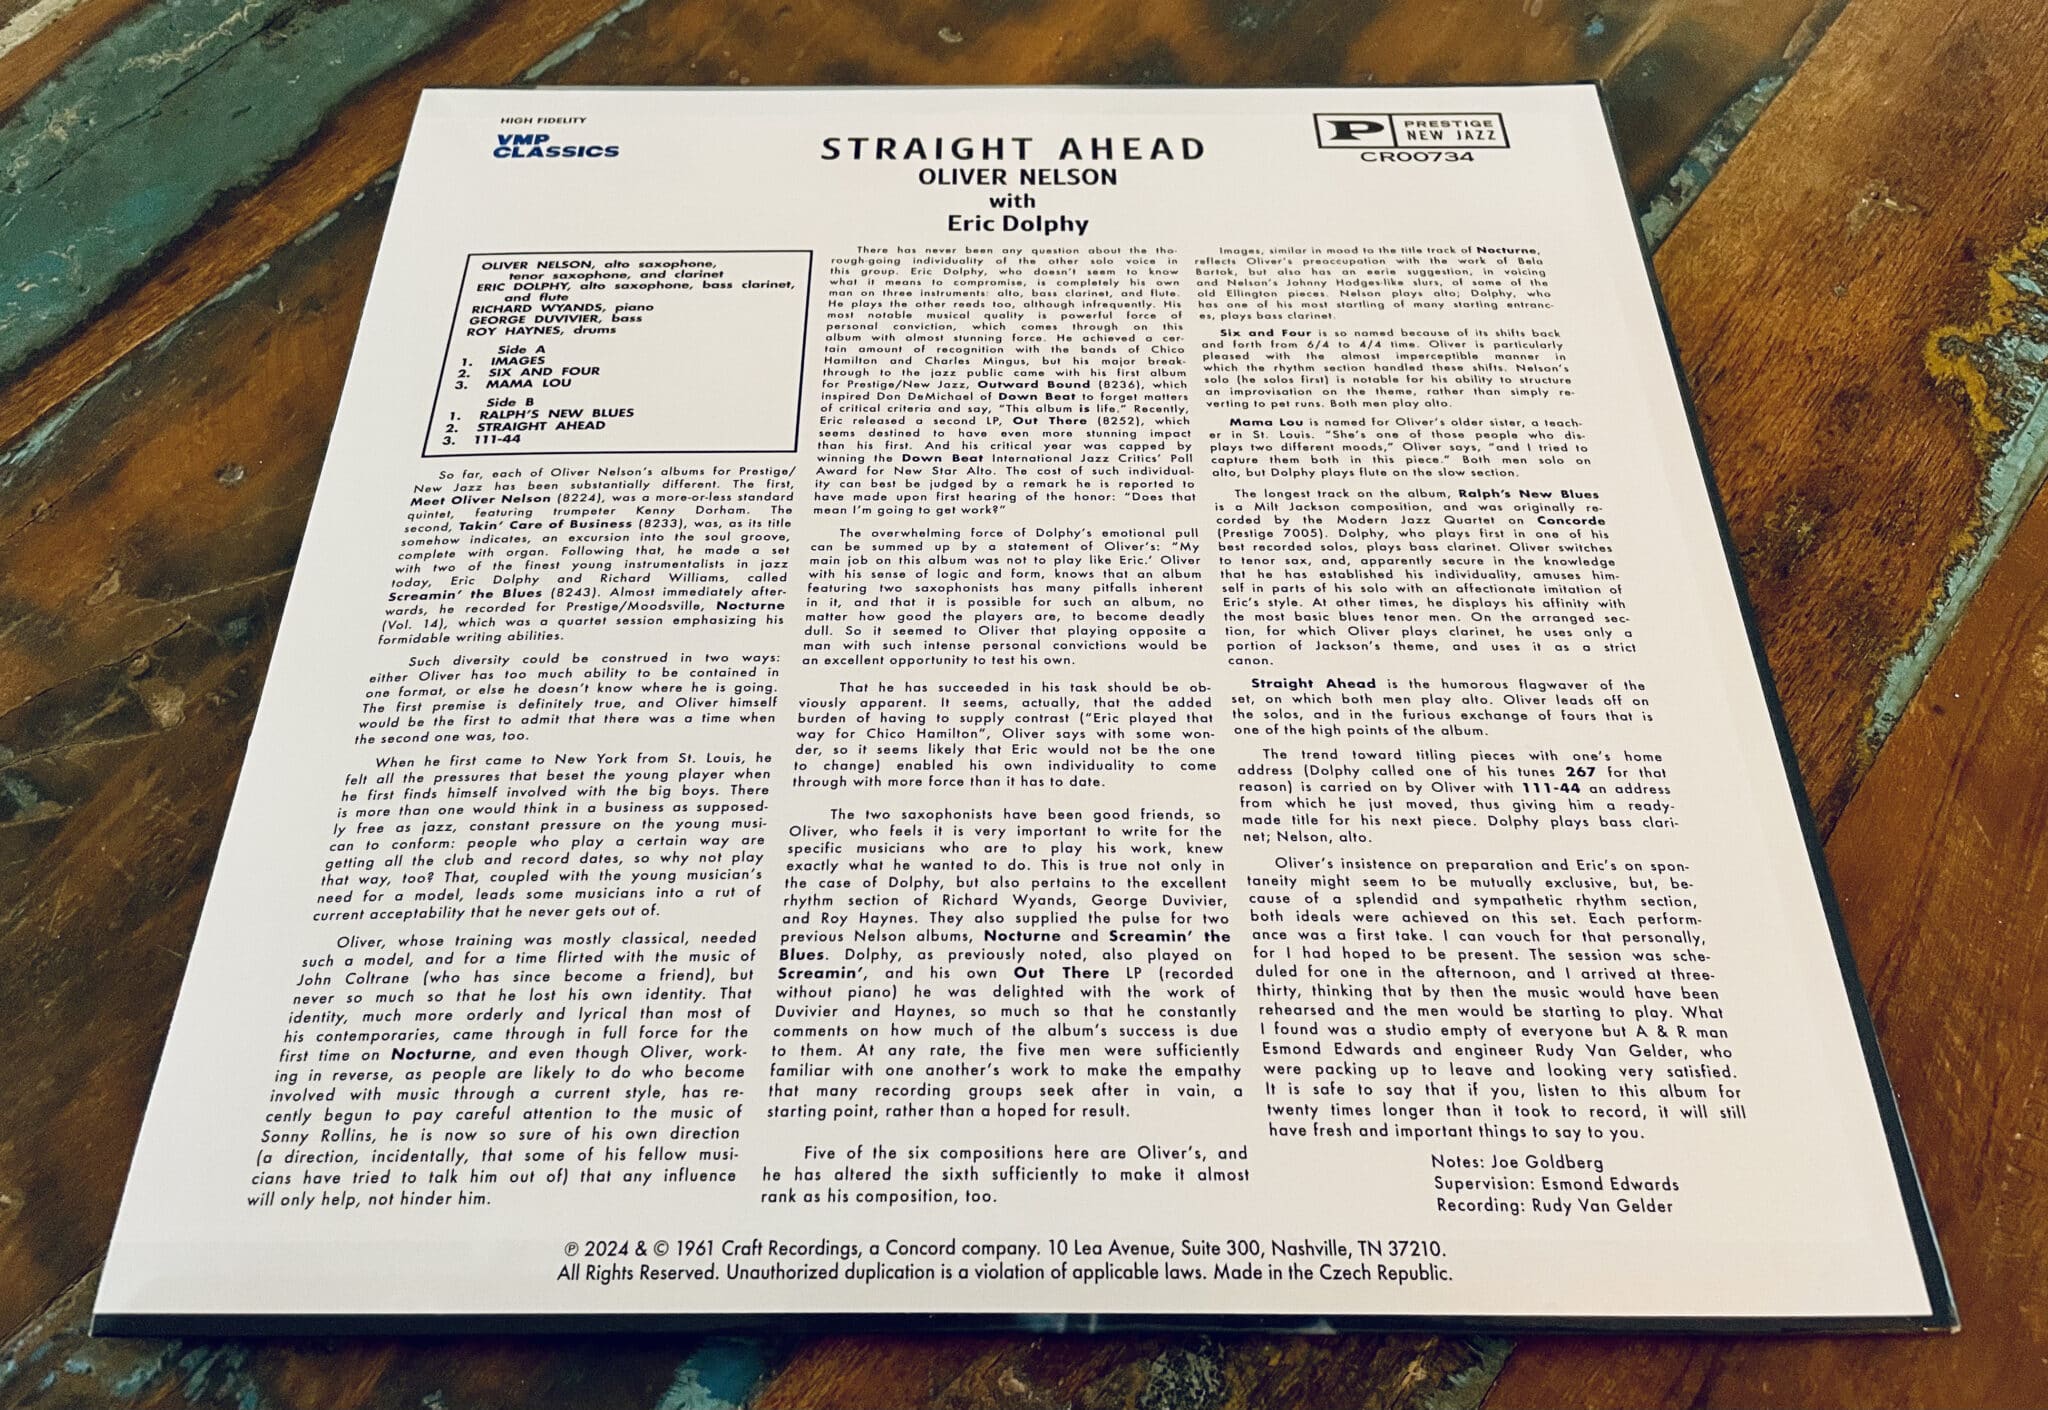 HIGH FIDELITY
VMP
CLASSICS
STRAIGHT AHEAD
OLIVER NELSON
with
Eric Dolphy
P PRESTIGE
NEW JAZZ
CR00734
OLIVER NELSON, alto saxophone,
tenor saxophone, and clarinet
ERIC DOLPHY, alto saxophone, bass clarinet,
and flute
RICHARD WYANDS, piano
GEORGE DUVIVIER, bass
ROY HAYNES, drums
Side A
1. IMAGES
2. SIX AND FOUR
3. MAMA LOU
Side B
1. RALPH'S NEW BLUES
2. STRAIGHT AHEAD
3. 111-44
So far, each of Oliver Nelson's albums for Prestige/
New Jazz has been substantially different. The first,
Meet Oliver Nelson (8224), was a more-or-less standard
quintet, featuring trumpeter Kenny Dorham. The
second, Takin' Care of Business (8233), was, as its title
somehow indicates, an excursion into the soul groove,
complete with organ. Following that, he made a set
with two of the finest young instrumentalists in jazz
today, Eric Dolphy and Richard Williams, called
Screamin' the Blues (8243). Almost immediately after-
wards, he recorded for Prestige/Moodsville, Nocturne
(Vol. 14), which was a quartet session emphasizing his
formidable writing abilities.
Such diversity could be construed in two ways:
either Oliver has too much ability to be contained in
one format, or else he doesn't know where he is going.
The first premise is definitely true, and Oliver himself
would be the first to admit that there was a time when
the second one was, too.
When he first came to New York from St. Louis, he
felt all the pressures that beset the young player when
he first finds himself involved with the big boys. There
is more than one would think in a business as supposed-
ly free as jazz, constant pressure on the young musi-
can to conform: people who play a certain way are
getting all the club and record dates, so why not play
that way, too? That, coupled with the young musician's
need for a model, leads some musicians into a rut of
current acceptability that he never gets out of.
Oliver, whose training was mostly classical, needed
such a model, and for a time flirted with the music of
John Coltrane (who has since become a friend), but
never so much so that he lost his own identity. That
identity, much more orderly and lyrical than most of
his contemporaries, came through in full force for the
first time on Nocturne, and even though Oliver, work-
ing in reverse, as people are likely to do who become
involved with music through a current style, has re-
cently begun to pay careful attention to the music of
Sonny Rollins, he is now so sure of his own direction
(a direction, incidentally, that some of his fellow musi-
cians have tried to talk him out of) that any influence
will only help, not hinder him.
There has never been any question about the tho-
rough-going individuality of the other solo voice in
this group. Eric Dolphy, who doesn't seem to know
what it means to compromise, is completely his own
man on three instruments: alto, bass clarinet, and flute.
He plays the other reeds too, although infrequently. His
most notable musical quality is powerful force of
personal conviction, which comes through on this
album with almost stunning force. He achieved a cer-
tain amount of recognition with the bands of Chico
Hamilton and Charles Mingus, but his major break-
through to the jazz public came with his first album
for Prestige/New Jazz, Outward Bound (8236), which
inspired Don DeMichael of Down Beat to forget matters
of critical criteria and say, "This album is life." Recently,
Eric released a second LP, Out There (8252), which
seems destined to have even more stunning impact
than his first. And his critical year was capped by
winning the Down Beat International Jazz Critics' Poll
Award for New Star Alto. The cost of such individual-
ity can best be judged by a remark he is reported to
have made upon first hearing of the honor: "Does that
mean I'm going to get work?"
The overwhelming force of Dolphy's emotional pull
can be summed up by a statement of Oliver's: "My
main job on this album was not to play like Eric.' Oliver
with his sense of logic and form, knows that an album
featuring two saxophonists has many pitfalls inherent
in it, and that it is possible for such an album, no
matter how good the players are, to become deadly
dull. So it seemed to Oliver that playing opposite a
man with such intense personal convictions would be
an excellent opportunity to test his own.
That he has succeeded in his task should be ob-
viously apparent. It seems, actually, that the added
burden of having to supply contrast ("Eric played that
way for Chico Hamilton", Oliver says with some won-
der, so it seems likely that Eric would not be the one
to change) enabled his own individuality to come
through with more force than it has to date.
The two saxophonists have been good friends, so
Oliver, who feels it is very important to write for the
specific musicians who are to play his work, knew
exactly what he wanted to do. This is true not only in
the case of Dolphy, but also pertains to the excellent
rhythm section of Richard Wyands, George Duvivier,
and Roy Haynes. They also supplied the pulse for two
previous Nelson albums, Nocturne and Screamin' the
Blues. Dolphy, as previously noted, also played on
Screamin', and his own Out There LP (recorded
without piano) he was delighted with the work of
Duvivier and Haynes, so much so that he constantly
comments on how much of the album's success is due
to them. At any rate, the five men were sufficiently
familiar with one another's work to make the empathy
that many recording groups seek after in vain, a
starting point, rather than a hoped for result.
Five of the six compositions here are Oliver's, and
he has altered the sixth sufficiently to make it almost
rank as his composition, too.
Images, similar in mood to the title track of Nocturne,
reflects Oliver's preoccupation with the work of Bela
Bartok, but also has an eerie suggestion, in voicing
and Nelson's Johnny Hodges-like slurs, of some of the
old Ellington pieces. Nelson plays alto; Dolphy, who
has one of his most startling of many starting entranc-
es, plays bass clarinet.
Six and Four is so named because of its shifts back
and forth from 6/4 to 4/4 time. Oliver is particularly
pleased with the almost imperceptible manner in
which the rhythm section handled these shifts. Nelson's
solo (he solos first) is notable for his ability to structure
an improvisation on the theme, rather than simply re-
verting to pet runs. Both men play alto.
Mama Lou is named for Oliver's older sister, a teach-
er in St. Louis. "She's one of those people who dis-
plays two different moods," Oliver says, "and I tried to
capture them both in this piece." Both men solo on
alto, but Dolphy plays flute on the slow section.
The longest track on the album, Ralph's New Blues
is a Milt Jackson composition, and was originally re-
corded by the Modern Jazz Quartet on Concorde
(Prestige 7005). Dolphy, who plays first in one of his
best recorded solos, plays bass clarinet. Oliver switches
to tenor sax, and, apparently secure in the knowledge
that he has established his individuality, amuses him-
self in parts of his solo with an affectionate imitation of
Eric's style. At other times, he displays his affinity with
the most basic blues tenor men. On the arranged sec-
tion, for which Oliver plays clarinet, he uses only a
portion of Jackson's theme, and uses it as a strict
canon.
Straight Ahead is the humorous flagwaver of the
set, on which both men play alto. Oliver leads off on
the solos, and in the furious exchange of fours that is
one of the high points of the album.
The trend toward titling pieces with one's home
address (Dolphy called one of his tunes 267 for that
reason) is carried on by Oliver with 111-44 an address
from which he just moved, thus giving him a ready-
made title for his next piece. Dolphy plays bass clari-
net; Nelson, alto.
Oliver's insistence on preparation and Eric's on spon-
taneity might seem to be mutually exclusive, but, be-
cause of a splendid and sympathetic rhythm section,
both ideals were achieved on this set. Each perform-
ance was a first take. I can vouch for that personally,
for I had hoped to be present. The session was sche-
duled for one in the afternoon, and I arrived at three-
thirty, thinking that by then the music would have been
rehearsed and the men would be starting to play. What
I found was a studio empty of everyone but A & R man
Esmond Edwards and engineer Rudy Van Gelder, who
were packing up to leave and looking very satisfied.
It is safe to say that if you, listen to this album for
twenty times longer than it took to record, it will still
have fresh and important things to say to you.
Notes: Joe Goldberg
Supervision: Esmond Edwards
Recording: Rudy Van Gelder
℗ 2024 & © 1961 Craft Recordings, a Concord company. 10 Lea Avenue, Suite 300, Nashville, TN 37210.
All Rights Reserved. Unauthorized duplication is a violation of applicable laws. Made in the Czech Republic.